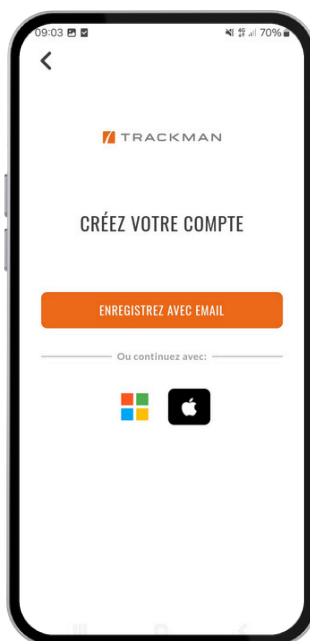 09:03 70%
TRACKMAN
CRÉEZ VOTRE COMPTE
ENREGISTREZ AVEC EMAIL
Ou continuez avec: